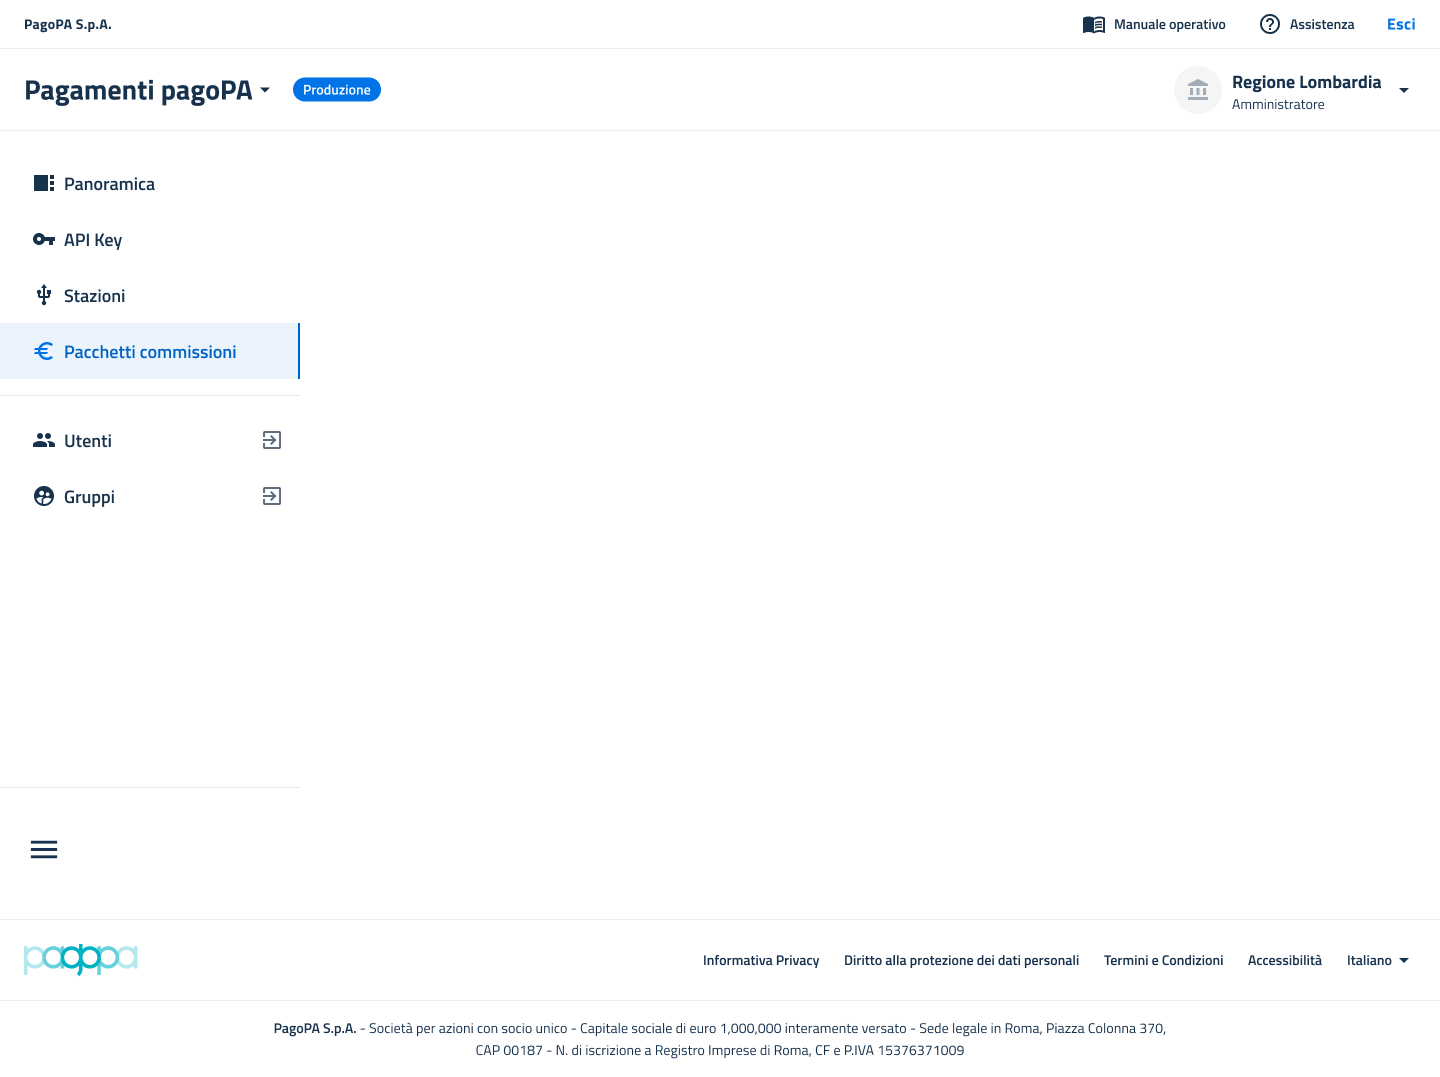 PagoPA S.p.A.
Manuale operativo
Assistenza
Esci
Pagamenti pagoPA
Produzione
Regione Lombardia
Amministratore
Panoramica
API Key
Stazioni
Pacchetti commissioni
Utenti
Gruppi
pagopa
Informativa Privacy
Diritto alla protezione dei dati personali
Termini e Condizioni
Accessibilità
Italiano
PagoPA S.p.A. - Società per azioni con socio unico - Capitale sociale di euro 1,000,000 interamente versato - Sede legale in Roma, Piazza Colonna 370,
CAP 00187 - N. di iscrizione a Registro Imprese di Roma, CF e P.IVA 15376371009